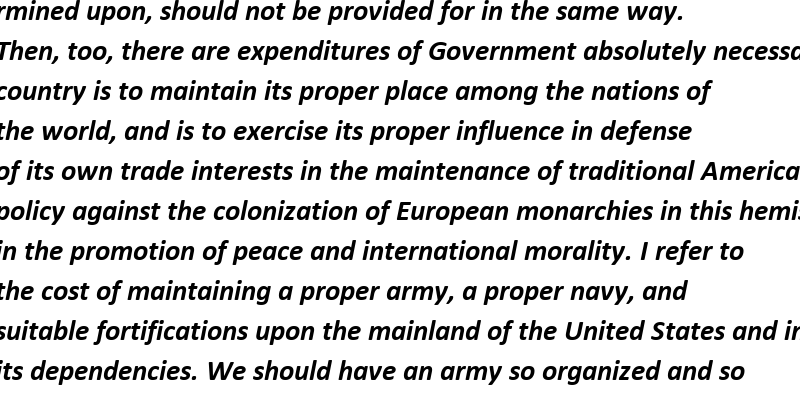 rmined upon, should not be provided for in the same way.
Then, too, there are expenditures of Government absolutely necessa
country is to maintain its proper place among the nations of
the world, and is to exercise its proper influence in defense
of its own trade interests in the maintenance of traditional America
policy against the colonization of European monarchies in this hemis
in the promotion of peace and international morality. I refer to
the cost of maintaining a proper army, a proper navy, and
suitable fortifications upon the mainland of the United States and in
its dependencies. We should have an army so organized and so